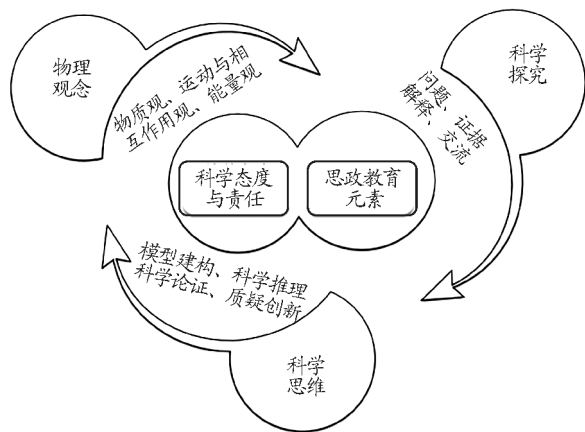 物理
观念
物质观、运动与相
互作用观、能量观
科学
探究
问题、证据
解释、交流
科学态度
与责任
思政教育
元素
模型建构、科学推理
科学论证、质疑创新
科学
思维